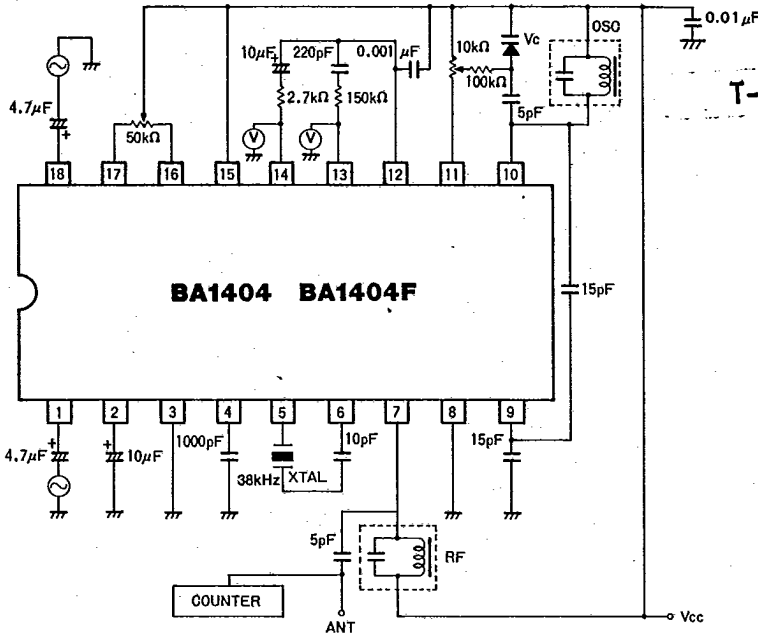 OSC
0.01μF
Vc
10μF +
220pF
0.001 μF
10kΩ
100kΩ
4.7μF
+
2.7kΩ
150kΩ
5pF
T-
50kΩ
V
V
18
17
16
15
14
13
12
11
10
BA1404 BA1404F
15pF
1
2
3
4
5
6
7
8
9
4.7μF
+
+
10μF
1000pF
38kHz
XTAL
10pF
15pF
5pF
RF
COUNTER
ANT
Vcc